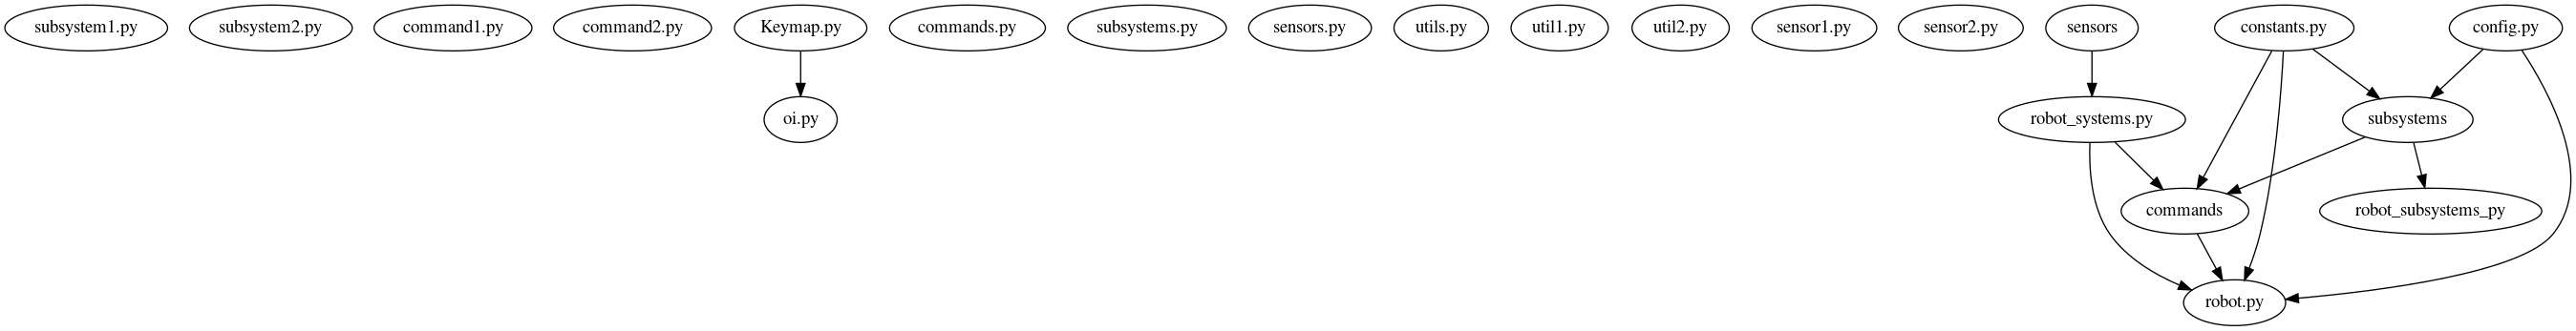 subsystem1.py
subsystem2.py
command1.py
command2.py
Keymap.py
commands.py
subsystems.py
sensors.py
utils.py
util1.py
util2.py
sensor1.py
sensor2.py
sensors
constants.py
config.py
oi.py
robot_systems.py
subsystems
commands
robot_subsystems_py
robot.py